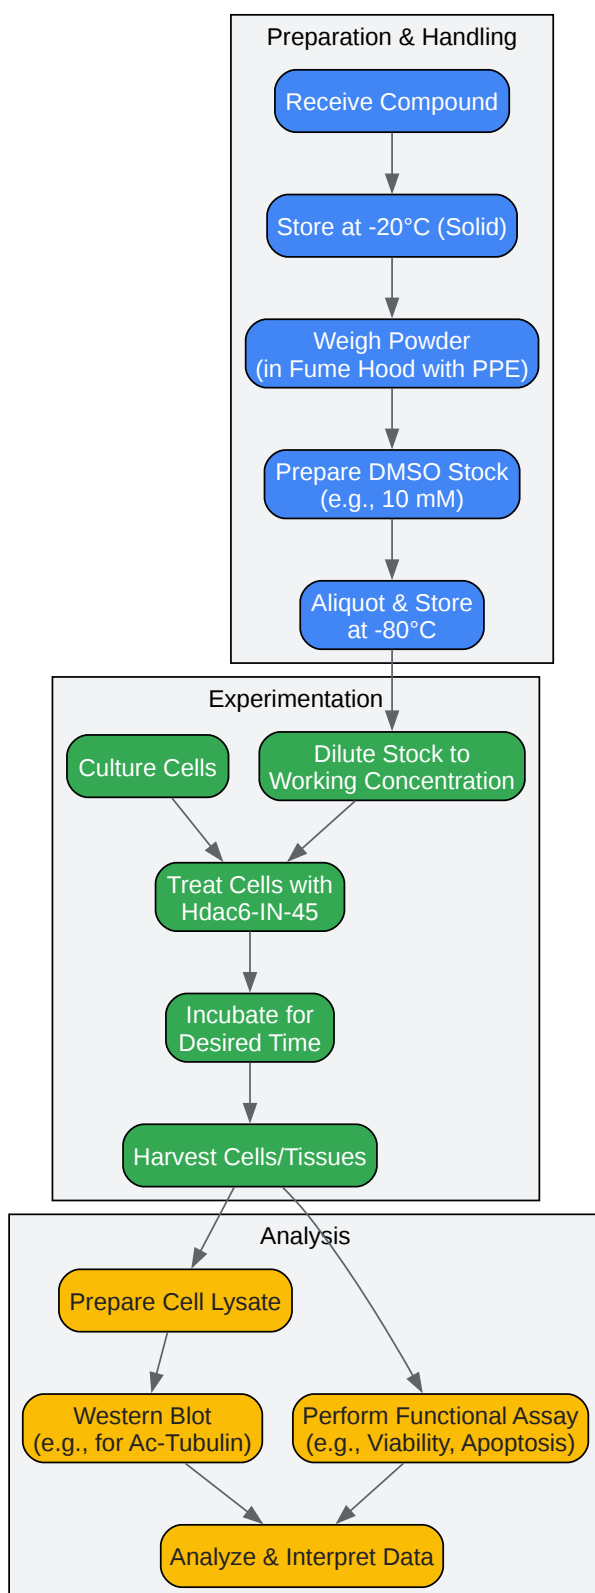 Preparation & Handling
Receive Compound
Store at -20°C (Solid)
Weigh Powder
(in Fume Hood with PPE)
Prepare DMSO Stock
(e.g., 10 mM)
Aliquot & Store
at -80°C
Experimentation
Culture Cells
Dilute Stock to
Working Concentration
Treat Cells with
Hdac6-IN-45
Incubate for
Desired Time
Harvest Cells/Tissues
Analysis
Prepare Cell Lysate
Western Blot
(e.g., for Ac-Tubulin)
Perform Functional Assay
(e.g., Viability, Apoptosis)
Analyze & Interpret Data